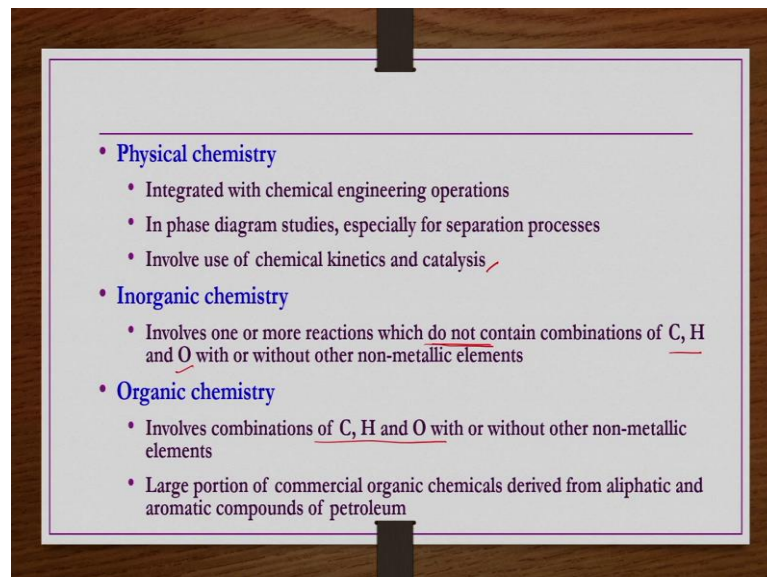 • Physical chemistry
• Integrated with chemical engineering operations
• In phase diagram studies, especially for separation processes
• Involve use of chemical kinetics and catalysis
• Inorganic chemistry
• Involves one or more reactions which do not contain combinations of C, H
and O with or without other non-metallic elements
• Organic chemistry
• Involves combinations of C, H and O with or without other non-metallic
elements
• Large portion of commercial organic chemicals derived from aliphatic and
aromatic compounds of petroleum